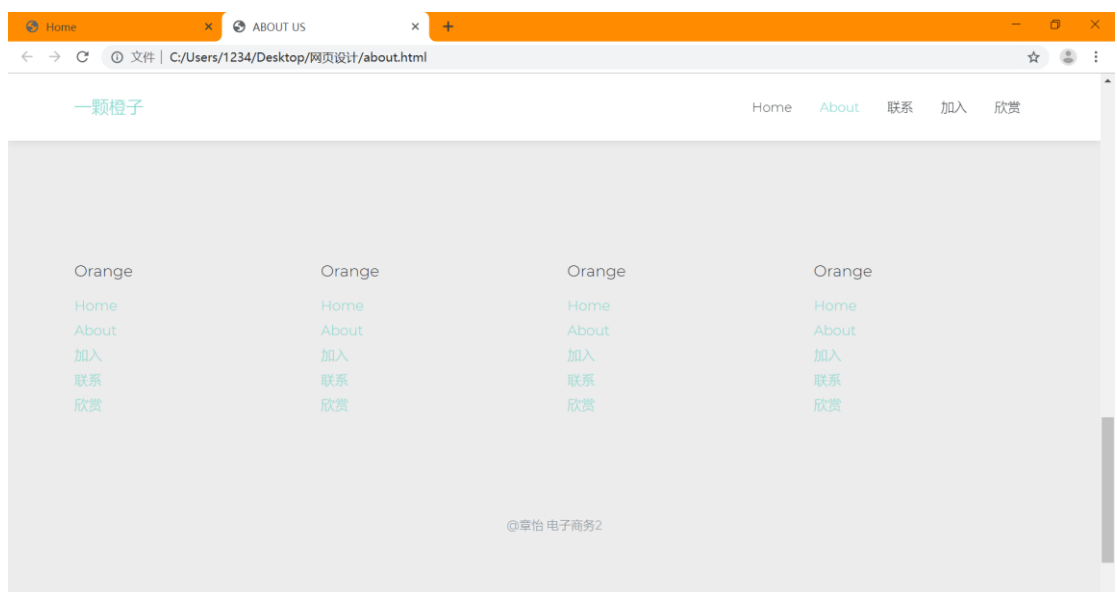 Home ABOUT US
文件 | C:/Users/1234/Desktop/网页设计/about.html
一颗橙子 Home About 联系 加入 欣赏
Orange Orange Orange Orange
Home Home Home Home
About About About About
加入 加入 加入 加入
联系 联系 联系 联系
欣赏 欣赏 欣赏 欣赏
@章怡 电子商务2